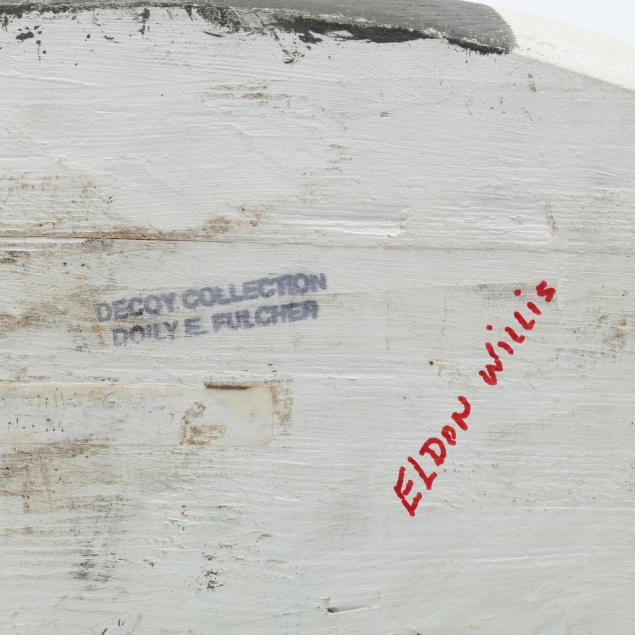 DECOY COLLECTION
DOILY E. FULCHER
ELDON WILLIS